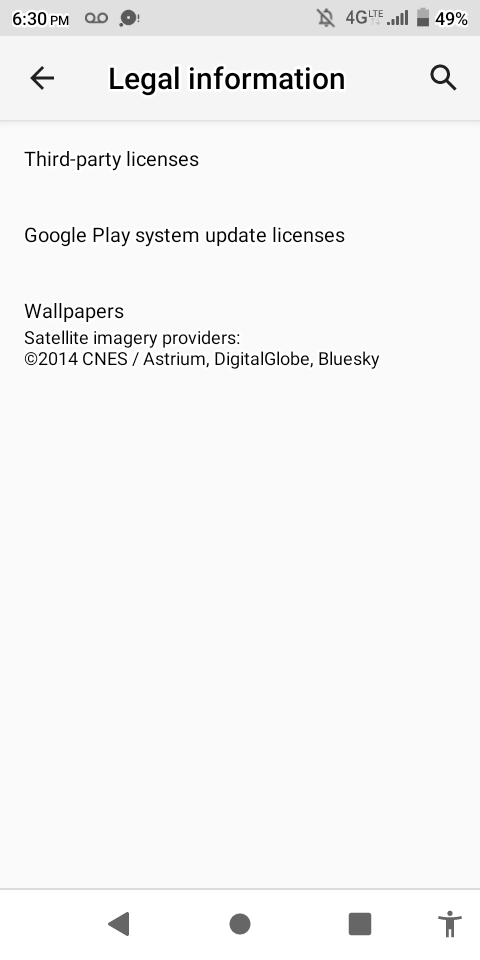 6:30 PM 4G LTE 49%
Legal information
Third-party licenses
Google Play system update licenses
Wallpapers
Satellite imagery providers:
©2014 CNES / Astrium, DigitalGlobe, Bluesky